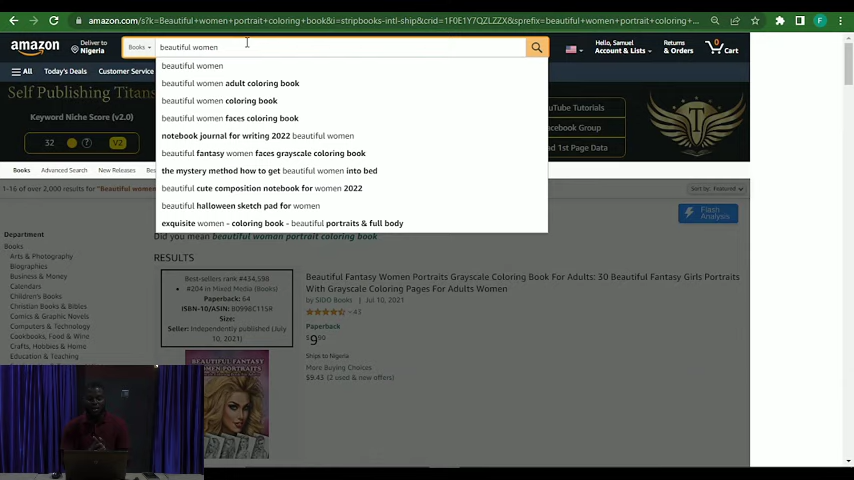 amazon.com/s?k=Beautiful+women+portrait+coloring+book&i=stripbooks-intl-ship&crid=1F0E1Y7QZLZZX&sprefix=beautiful+women+portrait+coloring+...
amazon
Deliver to
Nigeria
Books
beautiful women
Hello, Samuel
Account & Lists
Returns
& Orders
0
Cart
All
Today's Deals
Customer Service
beautiful women
beautiful women adult coloring book
beautiful women coloring book
beautiful women faces coloring book
notebook journal for writing 2022 beautiful women
beautiful fantasy women faces grayscale coloring book
the mystery method how to get beautiful women into bed
beautiful cute composition notebook for women 2022
beautiful halloween sketch pad for women
exquisite women - coloring book - beautiful portraits & full body
Self Publishing Titans
Keyword Niche Score (v2.0)
32
?
V2
YouTube Tutorials
Facebook Group
nd 1st Page Data
Books
Advanced Search
New Releases
1-16 of over 2,000 results for "Beautiful women
Sort by: Featured
Flash
Analysis
Did you mean beautiful women portrait coloring book
Department
Books
Arts & Photography
Biographies
Business & Money
Calendars
Children's Books
Christian Books & Bibles
Comics & Graphic Novels
Computers & Technology
Cookbooks, Food & Wine
Crafts, Hobbies & Home
Education & Teaching
RESULTS
Best-sellers rank #434,598
#204 in Mixed Media (Books)
Paperback: 64
ISBN-10/ASIN: B0998C115R
Size:
Seller: Independently published (July
10, 2021)
BEAUTIFUL FANTASY
WOMEN PORTRAITS
Beautiful Fantasy Women Portraits Grayscale Coloring Book For Adults: 30 Beautiful Fantasy Girls Portraits
With Grayscale Coloring Pages For Adults Women
by SIDO Books | Jul 10, 2021
43
Paperback
$9.90
Ships to Nigeria
More Buying Choices
$9.43 (2 used & new offers)